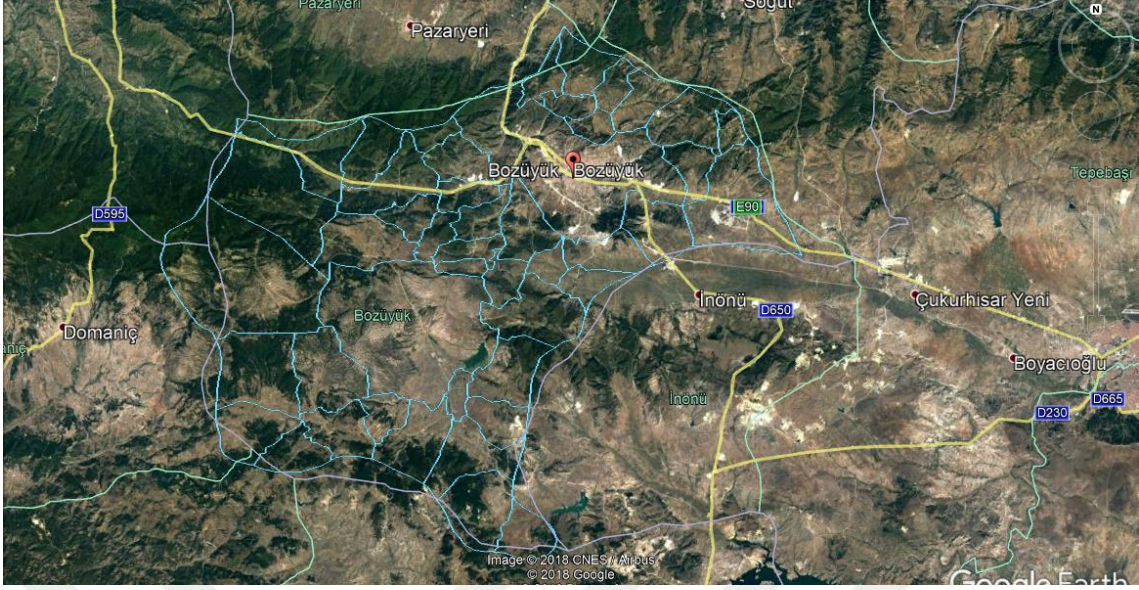 Pazaryeri
Söğüt
N
Pazaryeri
Bozüyük
Bozüyük
Tepebaşı
E90
D595
İnönü
Çukurhisar Yeni
D650
Bozüyük
Domaniç
aniç
Boyacıoğlu
İnönü
D665
D230
Image © 2018 CNES / Airbus
© 2018 Google
Google Earth